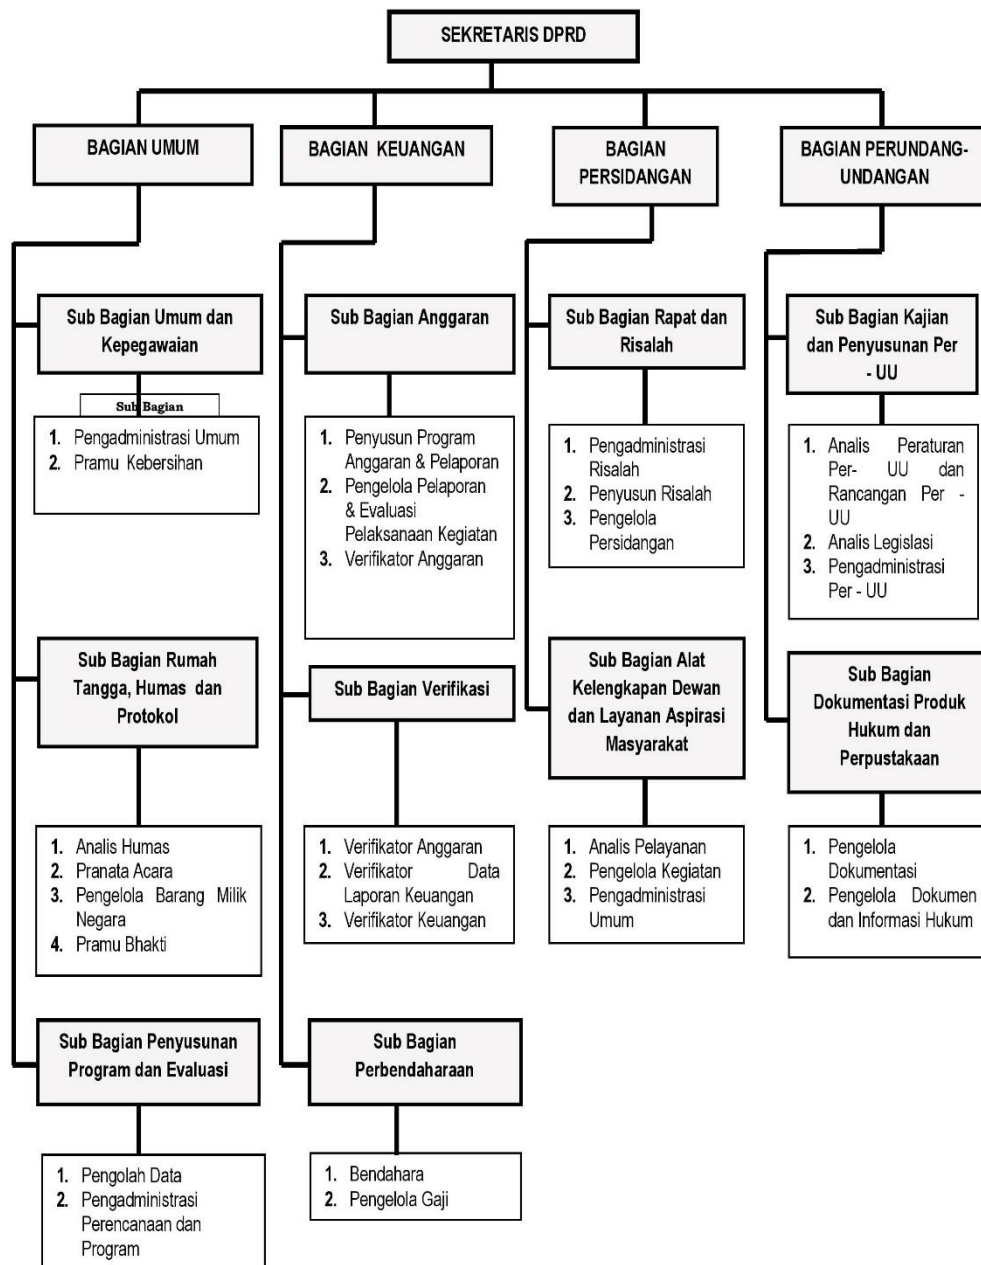 SEKRETARIS DPRD
BAGIAN UMUM
BAGIAN KEUANGAN
BAGIAN
PERSIDANGAN
BAGIAN PERUNDANG-
UNDANGAN
Sub Bagian Umum dan
Kepegawaian
Sub Bagian
1. Pengadministrasi Umum
2. Pramu Kebersihan
Sub Bagian Rumah
Tangga, Humas dan
Protokol
1. Analis Humas
2. Pranata Acara
3. Pengelola Barang Milik
Negara
4. Pramu Bhakti
Sub Bagian Penyusunan
Program dan Evaluasi
1. Pengolah Data
2. Pengadministrasi
Perencanaan dan
Program
Sub Bagian Anggaran
1. Penyusun Program
Anggaran & Pelaporan
2. Pengelola Pelaporan
& Evaluasi
Pelaksanaan Kegiatan
3. Verifikator Anggaran
Sub Bagian Verifikasi
1. Verifikator Anggaran
2. Verifikator Data
Laporan Keuangan
3. Verifikator Keuangan
Sub Bagian
Perbendaharaan
1. Bendahara
2. Pengelola Gaji
Sub Bagian Rapat dan
Risalah
1. Pengadministrasi
Risalah
2. Penyusun Risalah
3. Pengelola
Persidangan
Sub Bagian Alat
Kelengkapan Dewan
dan Layanan Aspirasi
Masyarakat
1. Analis Pelayanan
2. Pengelola Kegiatan
3. Pengadministrasi
Umum
Sub Bagian Kajian
dan Penyusunan Per
- UU
1. Analis Peraturan
Per- UU dan
Rancangan Per -
UU
2. Analis Legislasi
3. Pengadministrasi
Per - UU
Sub Bagian
Dokumentasi Produk
Hukum dan
Perpustakaan
1. Pengelola
Dokumentasi
2. Pengelola Dokumen
dan Informasi Hukum